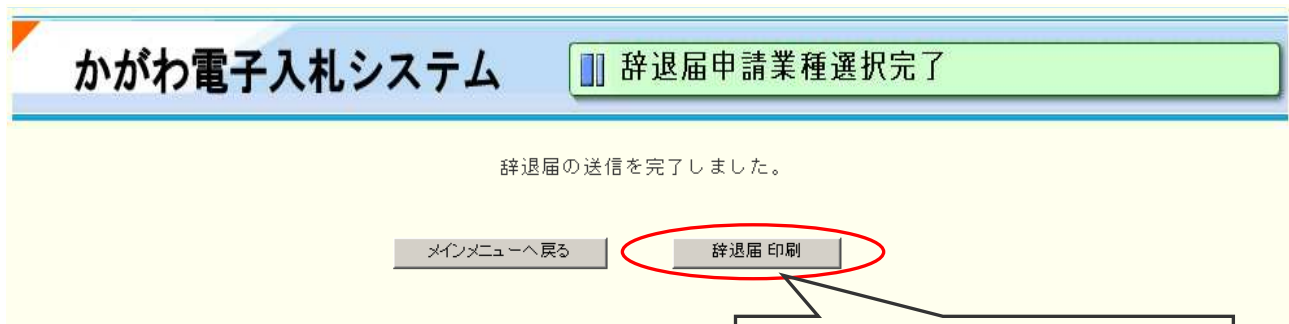 かがわ電子入札システム
辞退届申請業種選択完了
辞退届の送信を完了しました。
メインメニューへ戻る
辞退届 印刷